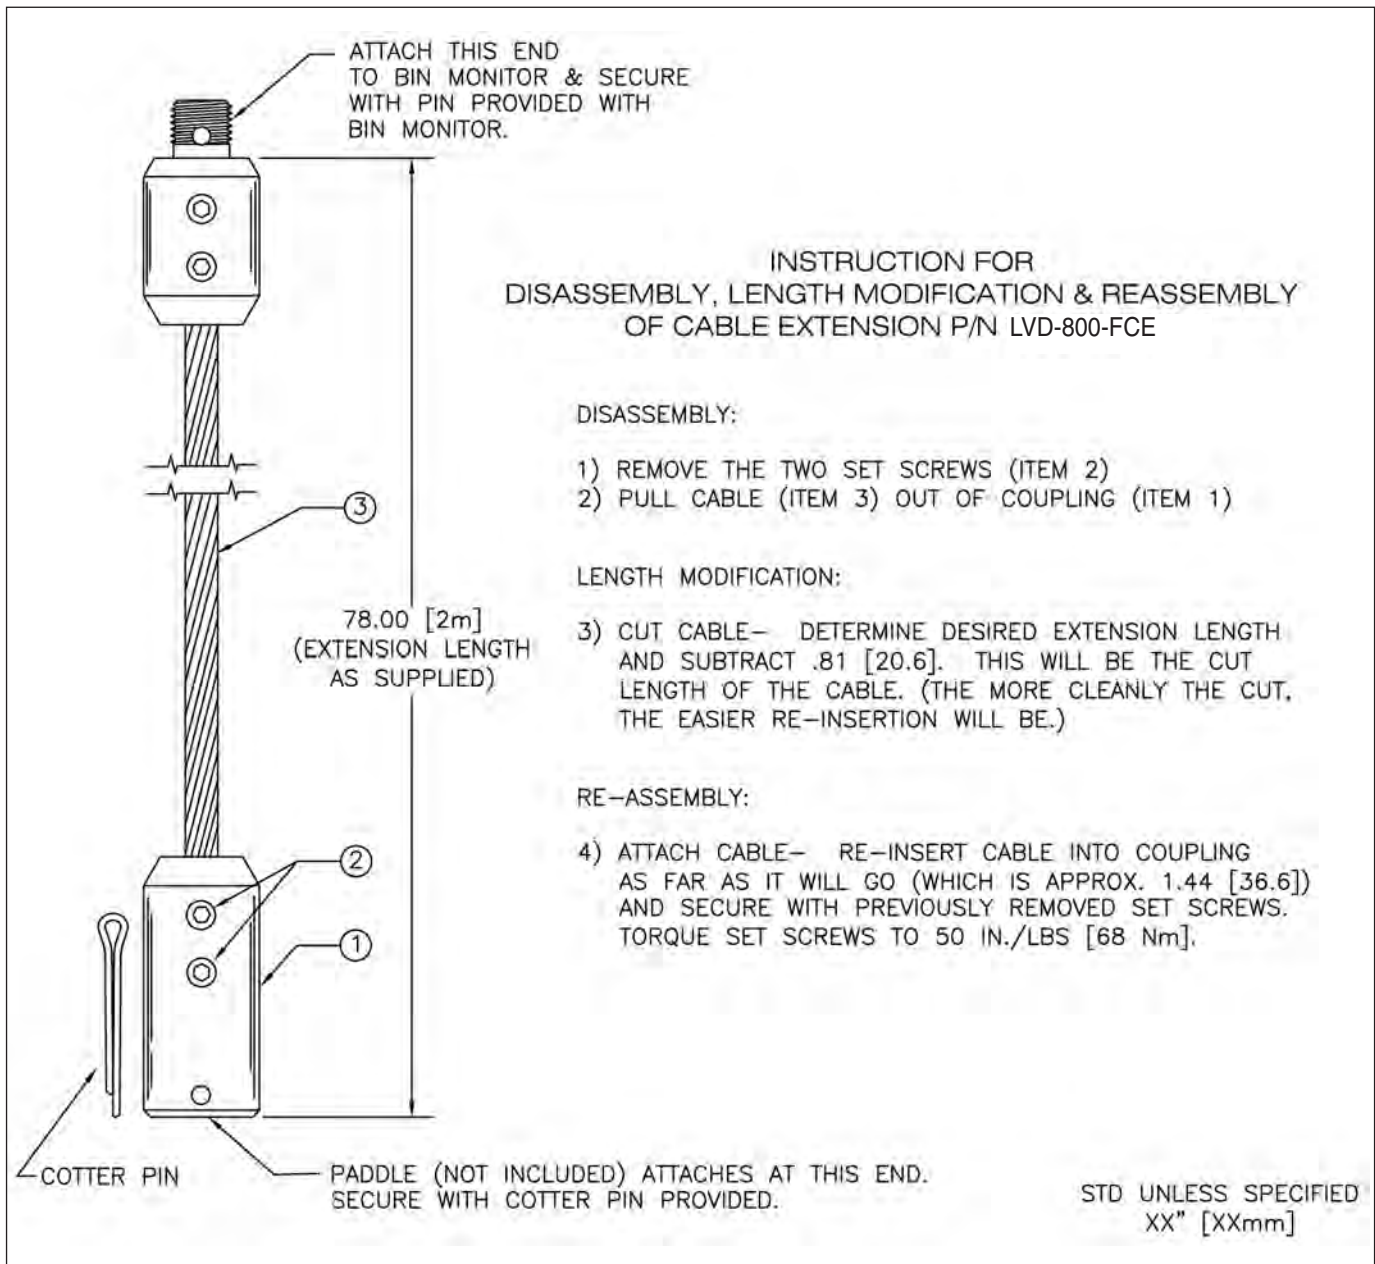 ATTACH THIS END
TO BIN MONITOR & SECURE
WITH PIN PROVIDED WITH
BIN MONITOR.
INSTRUCTION FOR
DISASSEMBLY, LENGTH MODIFICATION & REASSEMBLY
OF CABLE EXTENSION P/N LVD-800-FCE
DISASSEMBLY:
1) REMOVE THE TWO SET SCREWS (ITEM 2)
2) PULL CABLE (ITEM 3) OUT OF COUPLING (ITEM 1)
3
LENGTH MODIFICATION:
78.00 [2m]
(EXTENSION LENGTH
AS SUPPLIED)
3) CUT CABLE- DETERMINE DESIRED EXTENSION LENGTH
AND SUBTRACT .81 [20.6]. THIS WILL BE THE CUT
LENGTH OF THE CABLE. (THE MORE CLEANLY THE CUT,
THE EASIER RE-INSERTION WILL BE.)
RE-ASSEMBLY:
4) ATTACH CABLE- RE-INSERT CABLE INTO COUPLING
AS FAR AS IT WILL GO (WHICH IS APPROX. 1.44 [36.6])
AND SECURE WITH PREVIOUSLY REMOVED SET SCREWS.
TORQUE SET SCREWS TO 50 IN./LBS [68 Nm].
2
1
COTTER PIN
PADDLE (NOT INCLUDED) ATTACHES AT THIS END.
SECURE WITH COTTER PIN PROVIDED.
STD UNLESS SPECIFIED
XX" [XXmm]